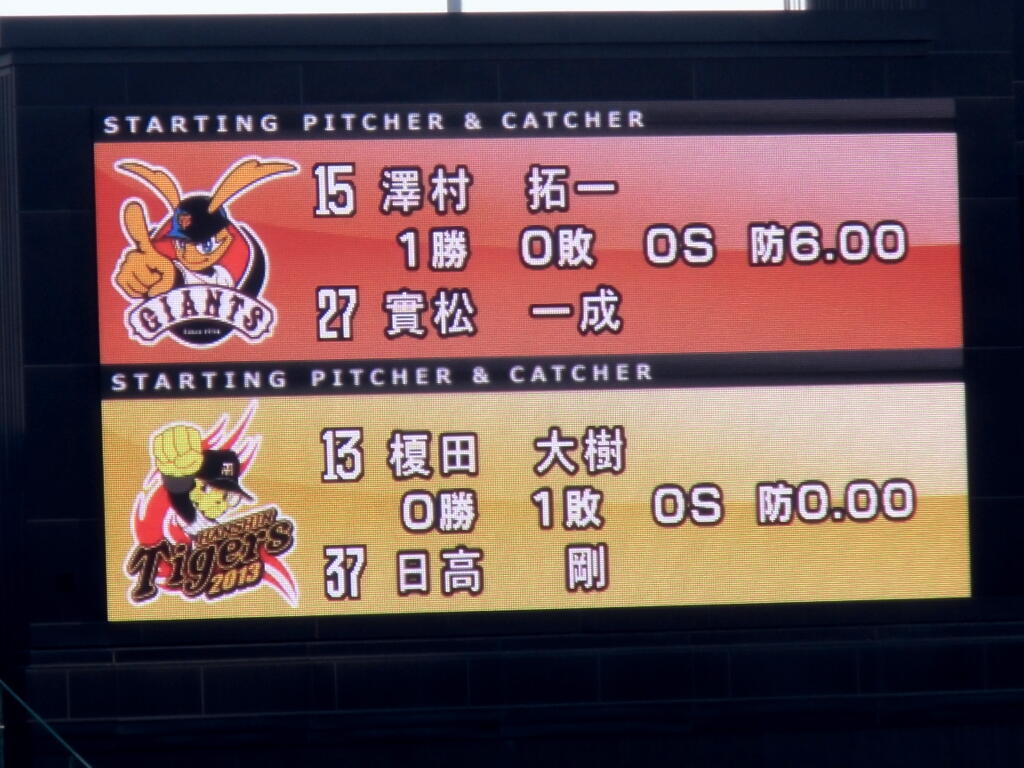 STARTING PITCHER & CATCHER
15 澤村 拓一
1勝 0敗 0S 防6.00
27 實松 一成
GIANTS
STARTING PITCHER & CATCHER
13 榎田 大樹
0勝 1敗 0S 防0.00
37 日高 剛
HANSHIN
Tigers
2013